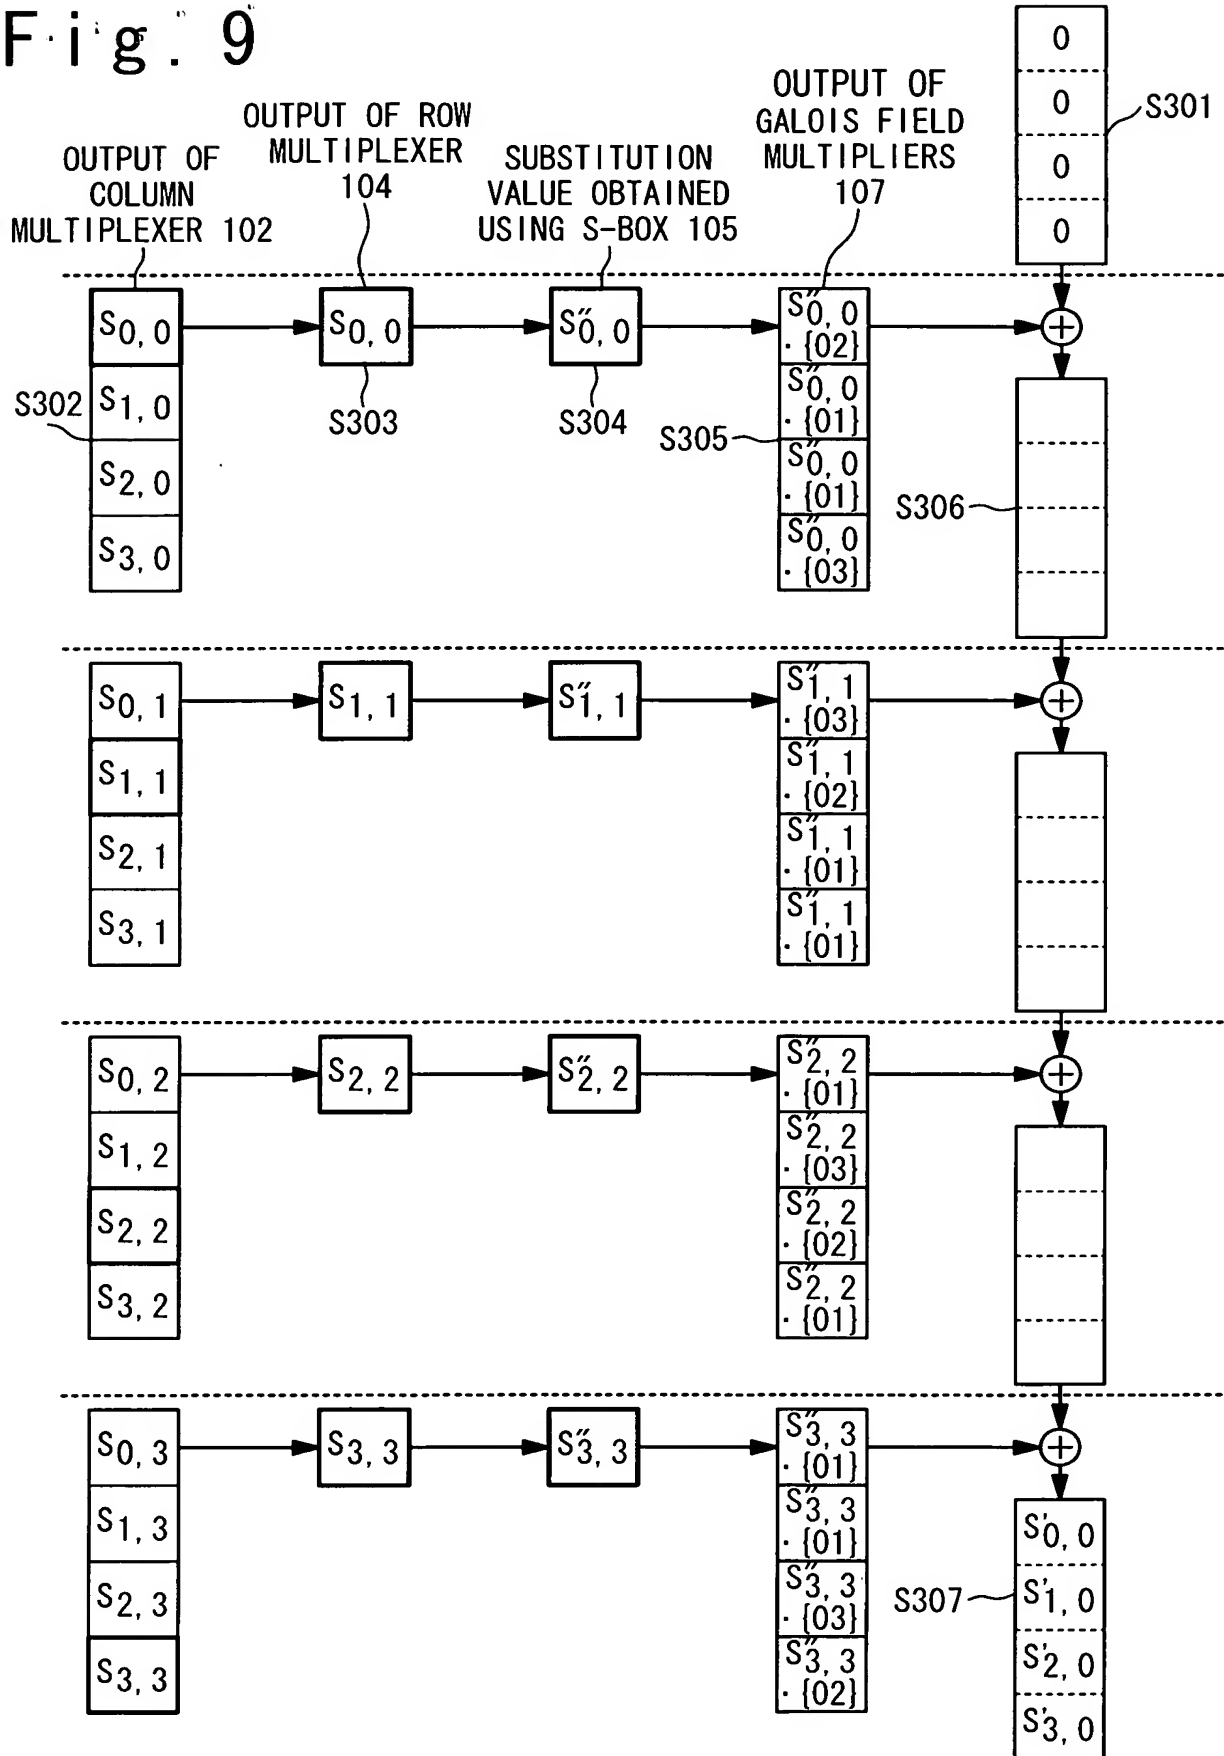 Fig. 9
0
0
0
0
S301
OUTPUT OF
COLUMN
MULTIPLEXER 102
OUTPUT OF ROW
MULTIPLEXER
104
SUBSTITUTION
VALUE OBTAINED
USING S-BOX 105
OUTPUT OF
GALOIS FIELD
MULTIPLIERS
107
S0,0
S1,0
S2,0
S3,0
S302
S0,0
S303
S″0,0
S304
S″0,0
·{02}
S″0,0
·{01}
S″0,0
·{01}
S″0,0
·{03}
S305
+
S306
S0,1
S1,1
S2,1
S3,1
S1,1
S″1,1
S″1,1
·{03}
S″1,1
·{02}
S″1,1
·{01}
S″1,1
·{01}
+
S0,2
S1,2
S2,2
S3,2
S2,2
S″2,2
S″2,2
·{01}
S″2,2
·{03}
S″2,2
·{02}
S″2,2
·{01}
+
S0,3
S1,3
S2,3
S3,3
S3,3
S″3,3
S″3,3
·{01}
S″3,3
·{01}
S″3,3
·{03}
S″3,3
·{02}
+
S307
S′0,0
S′1,0
S′2,0
S′3,0